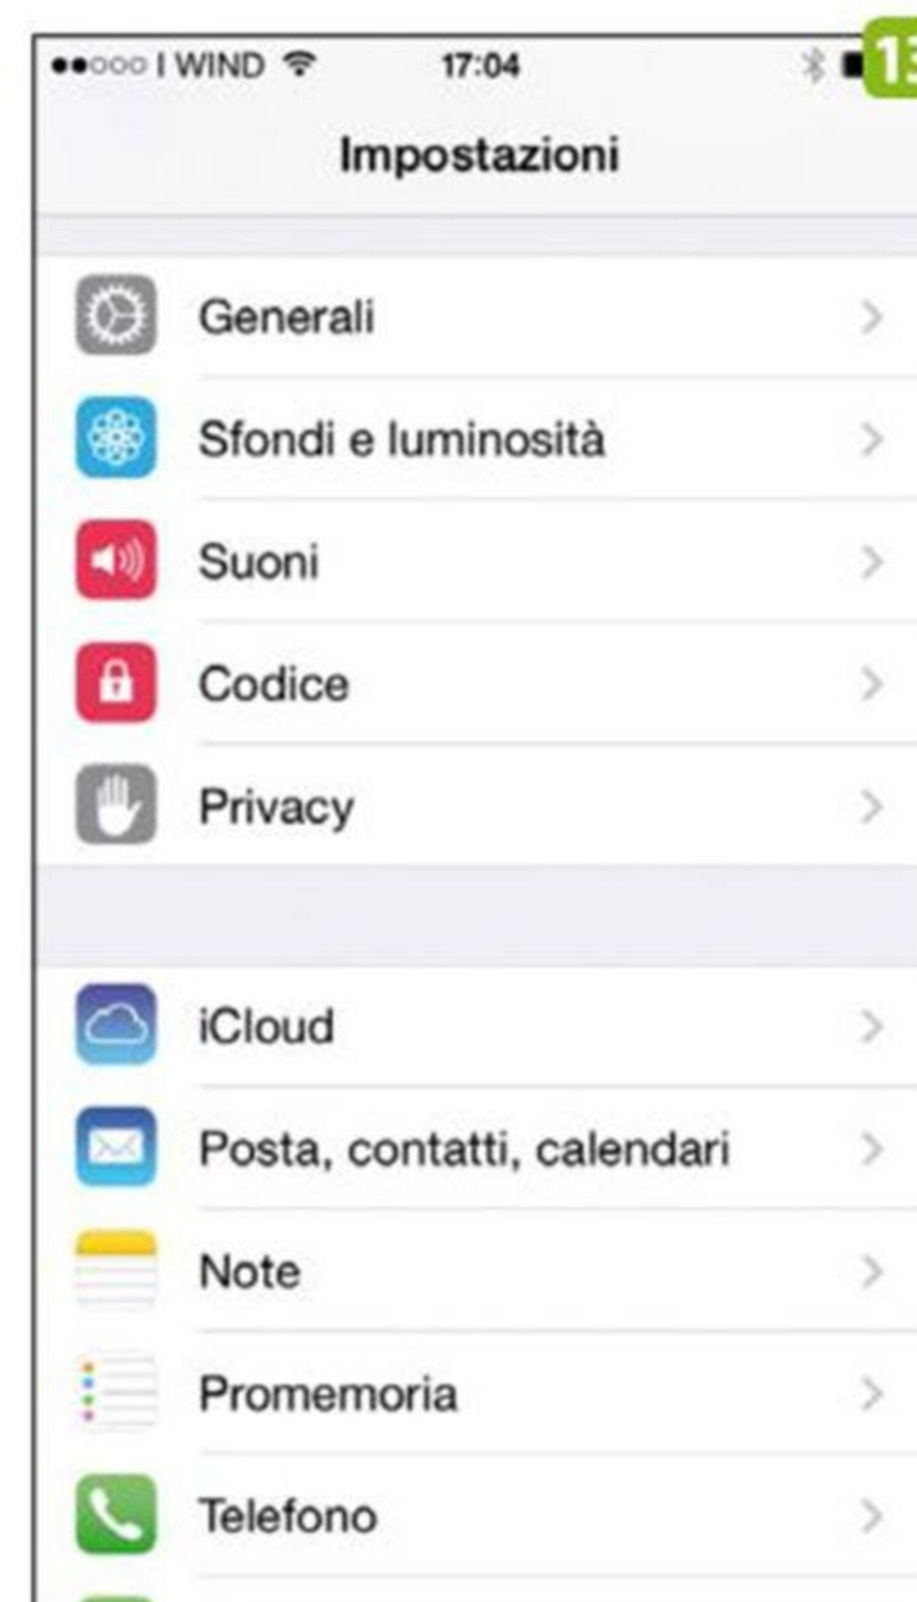 I WIND 17:04
13
Impostazioni
Generali
Sfondi e luminosità
Suoni
Codice
Privacy
iCloud
Posta, contatti, calendari
Note
Promemoria
Telefono